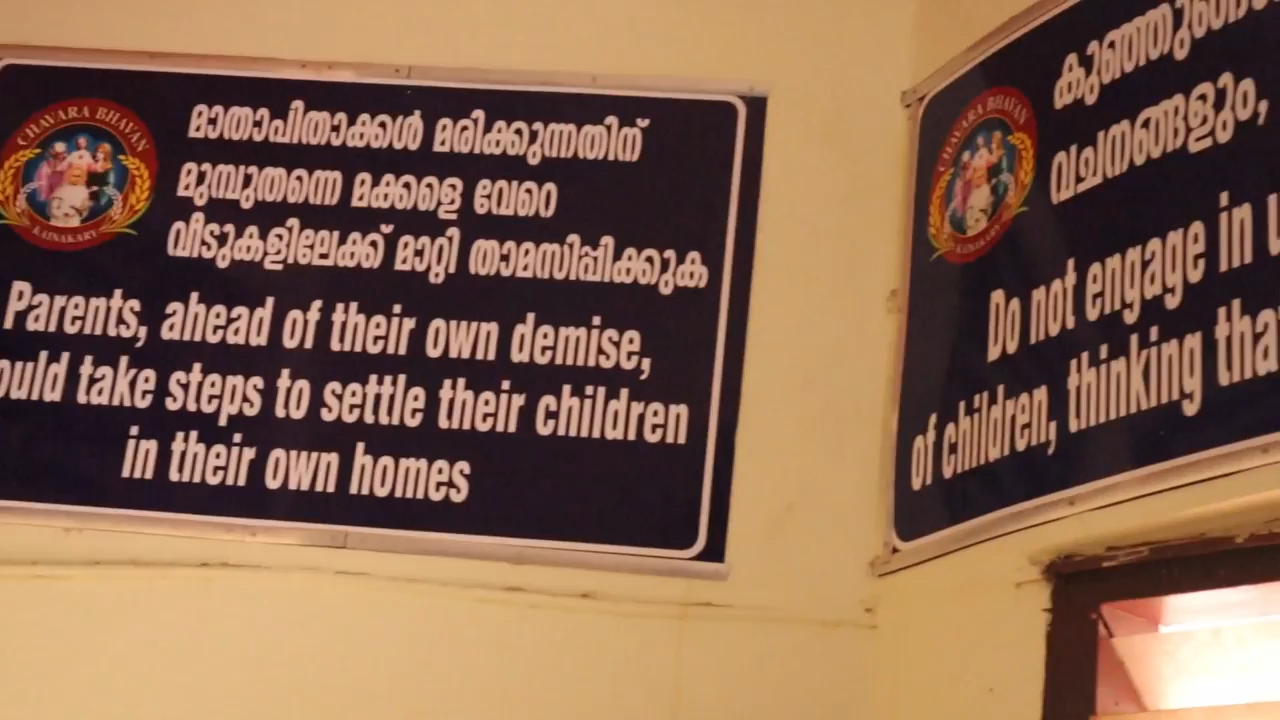 CHAVARA BHAVAN
KAINAKARY
മാതാപിതാക്കൾ മരിക്കുന്നതിന്
മുമ്പുതന്നെ മക്കളെ വേറെ
വീടുകളിലേക്ക് മാറ്റി താമസിപ്പിക്കുക
Parents, ahead of their own demise,
ould take steps to settle their children
in their own homes
CHAVARA BHAVAN
KAINAKARY
വചനങ്ങളും,
Do not engage in u
of children, thinking tha